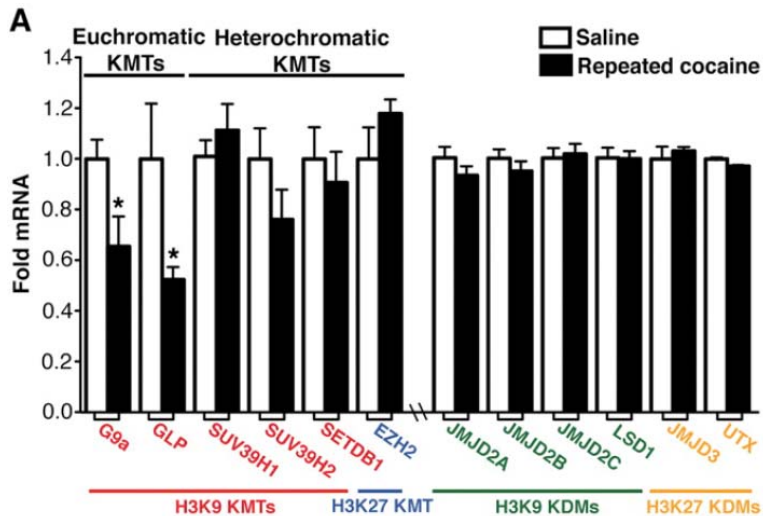 A
Euchromatic Heterochromatic
KMTs KMTs
Saline
Repeated cocaine
Fold mRNA
1.4
1.2
1.0
0.8
0.6
0.4
0.2
0.0
* *
G9a GLP SUV39H1 SUV39H2 SETDB1 EZH2 JMJD2A JMJD2B JMJD2C LSD1 JMJD3 UTX
H3K9 KMTs H3K27 KMT H3K9 KDMs H3K27 KDMs